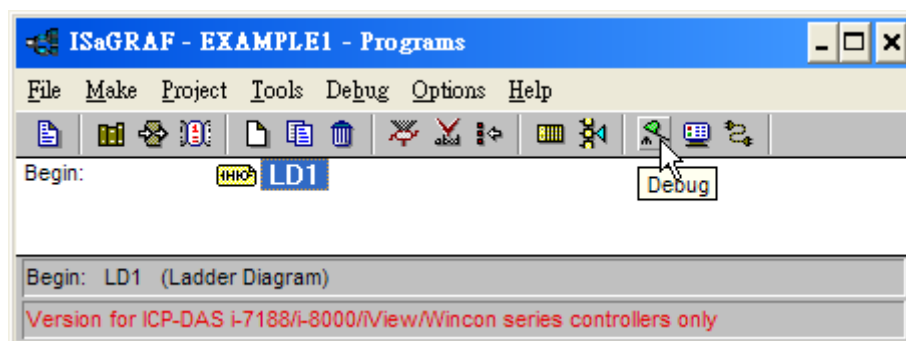 ISaGRAF - EXAMPLE1 - Programs
File Make Project Tools Debug Options Help
Begin: LD1
Debug
Begin: LD1 (Ladder Diagram)
Version for ICP-DAS i-7188/i-8000/iView/Wincon series controllers only